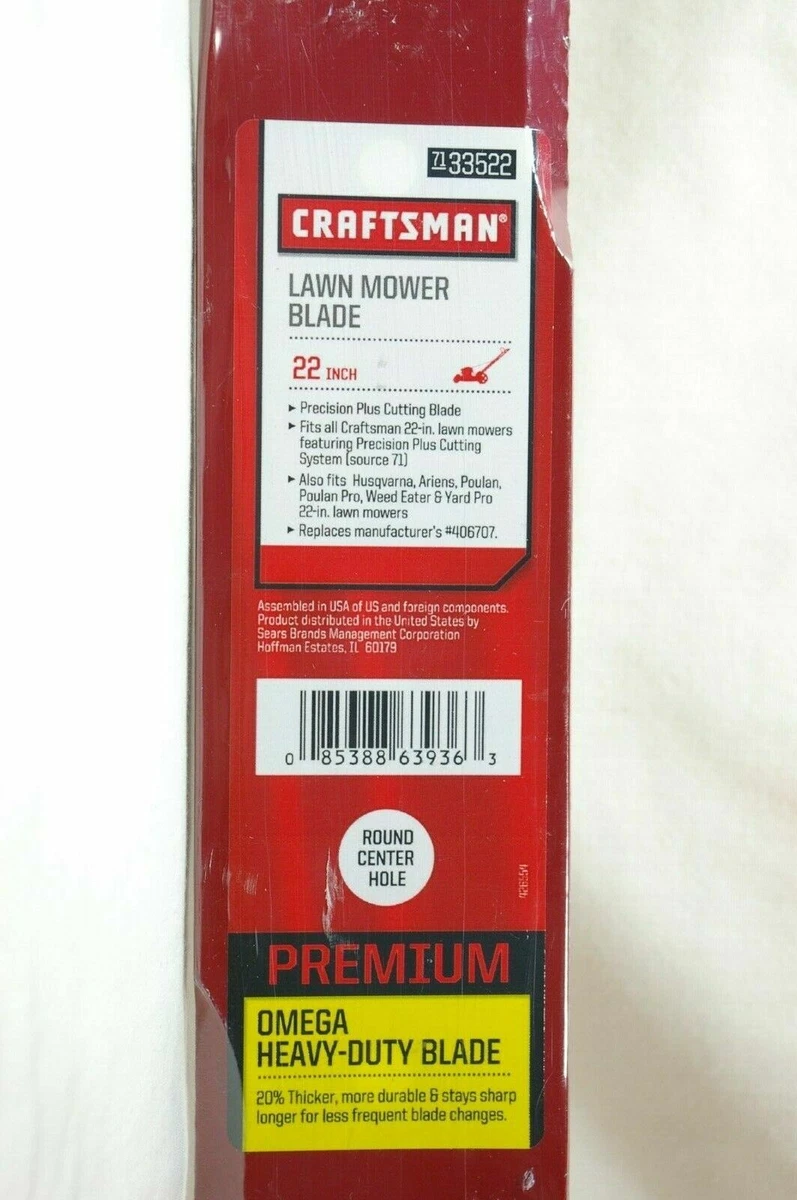 71 33522
CRAFTSMAN®
LAWN MOWER
BLADE
22 INCH
▸ Precision Plus Cutting Blade
▸ Fits all Craftsman 22-in. lawn mowers
featuring Precision Plus Cutting
System (source 71)
▸ Also fits Husqvarna, Ariens, Poulan,
Poulan Pro, Weed Eater & Yard Pro
22-in. lawn mowers
▸ Replaces manufacturer's #406707.
Assembled in USA of US and foreign components.
Product distributed in the United States by
Sears Brands Management Corporation
Hoffman Estates, IL 60179
0 85388 63936 3
ROUND
CENTER
HOLE
PREMIUM
OMEGA
HEAVY-DUTY BLADE
20% Thicker, more durable & stays sharp
longer for less frequent blade changes.